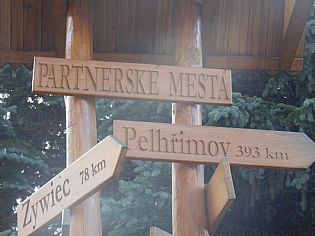 PARTNERSKÉ MESTÁ
Pelhřimov 393 km
Żywiec 78 km